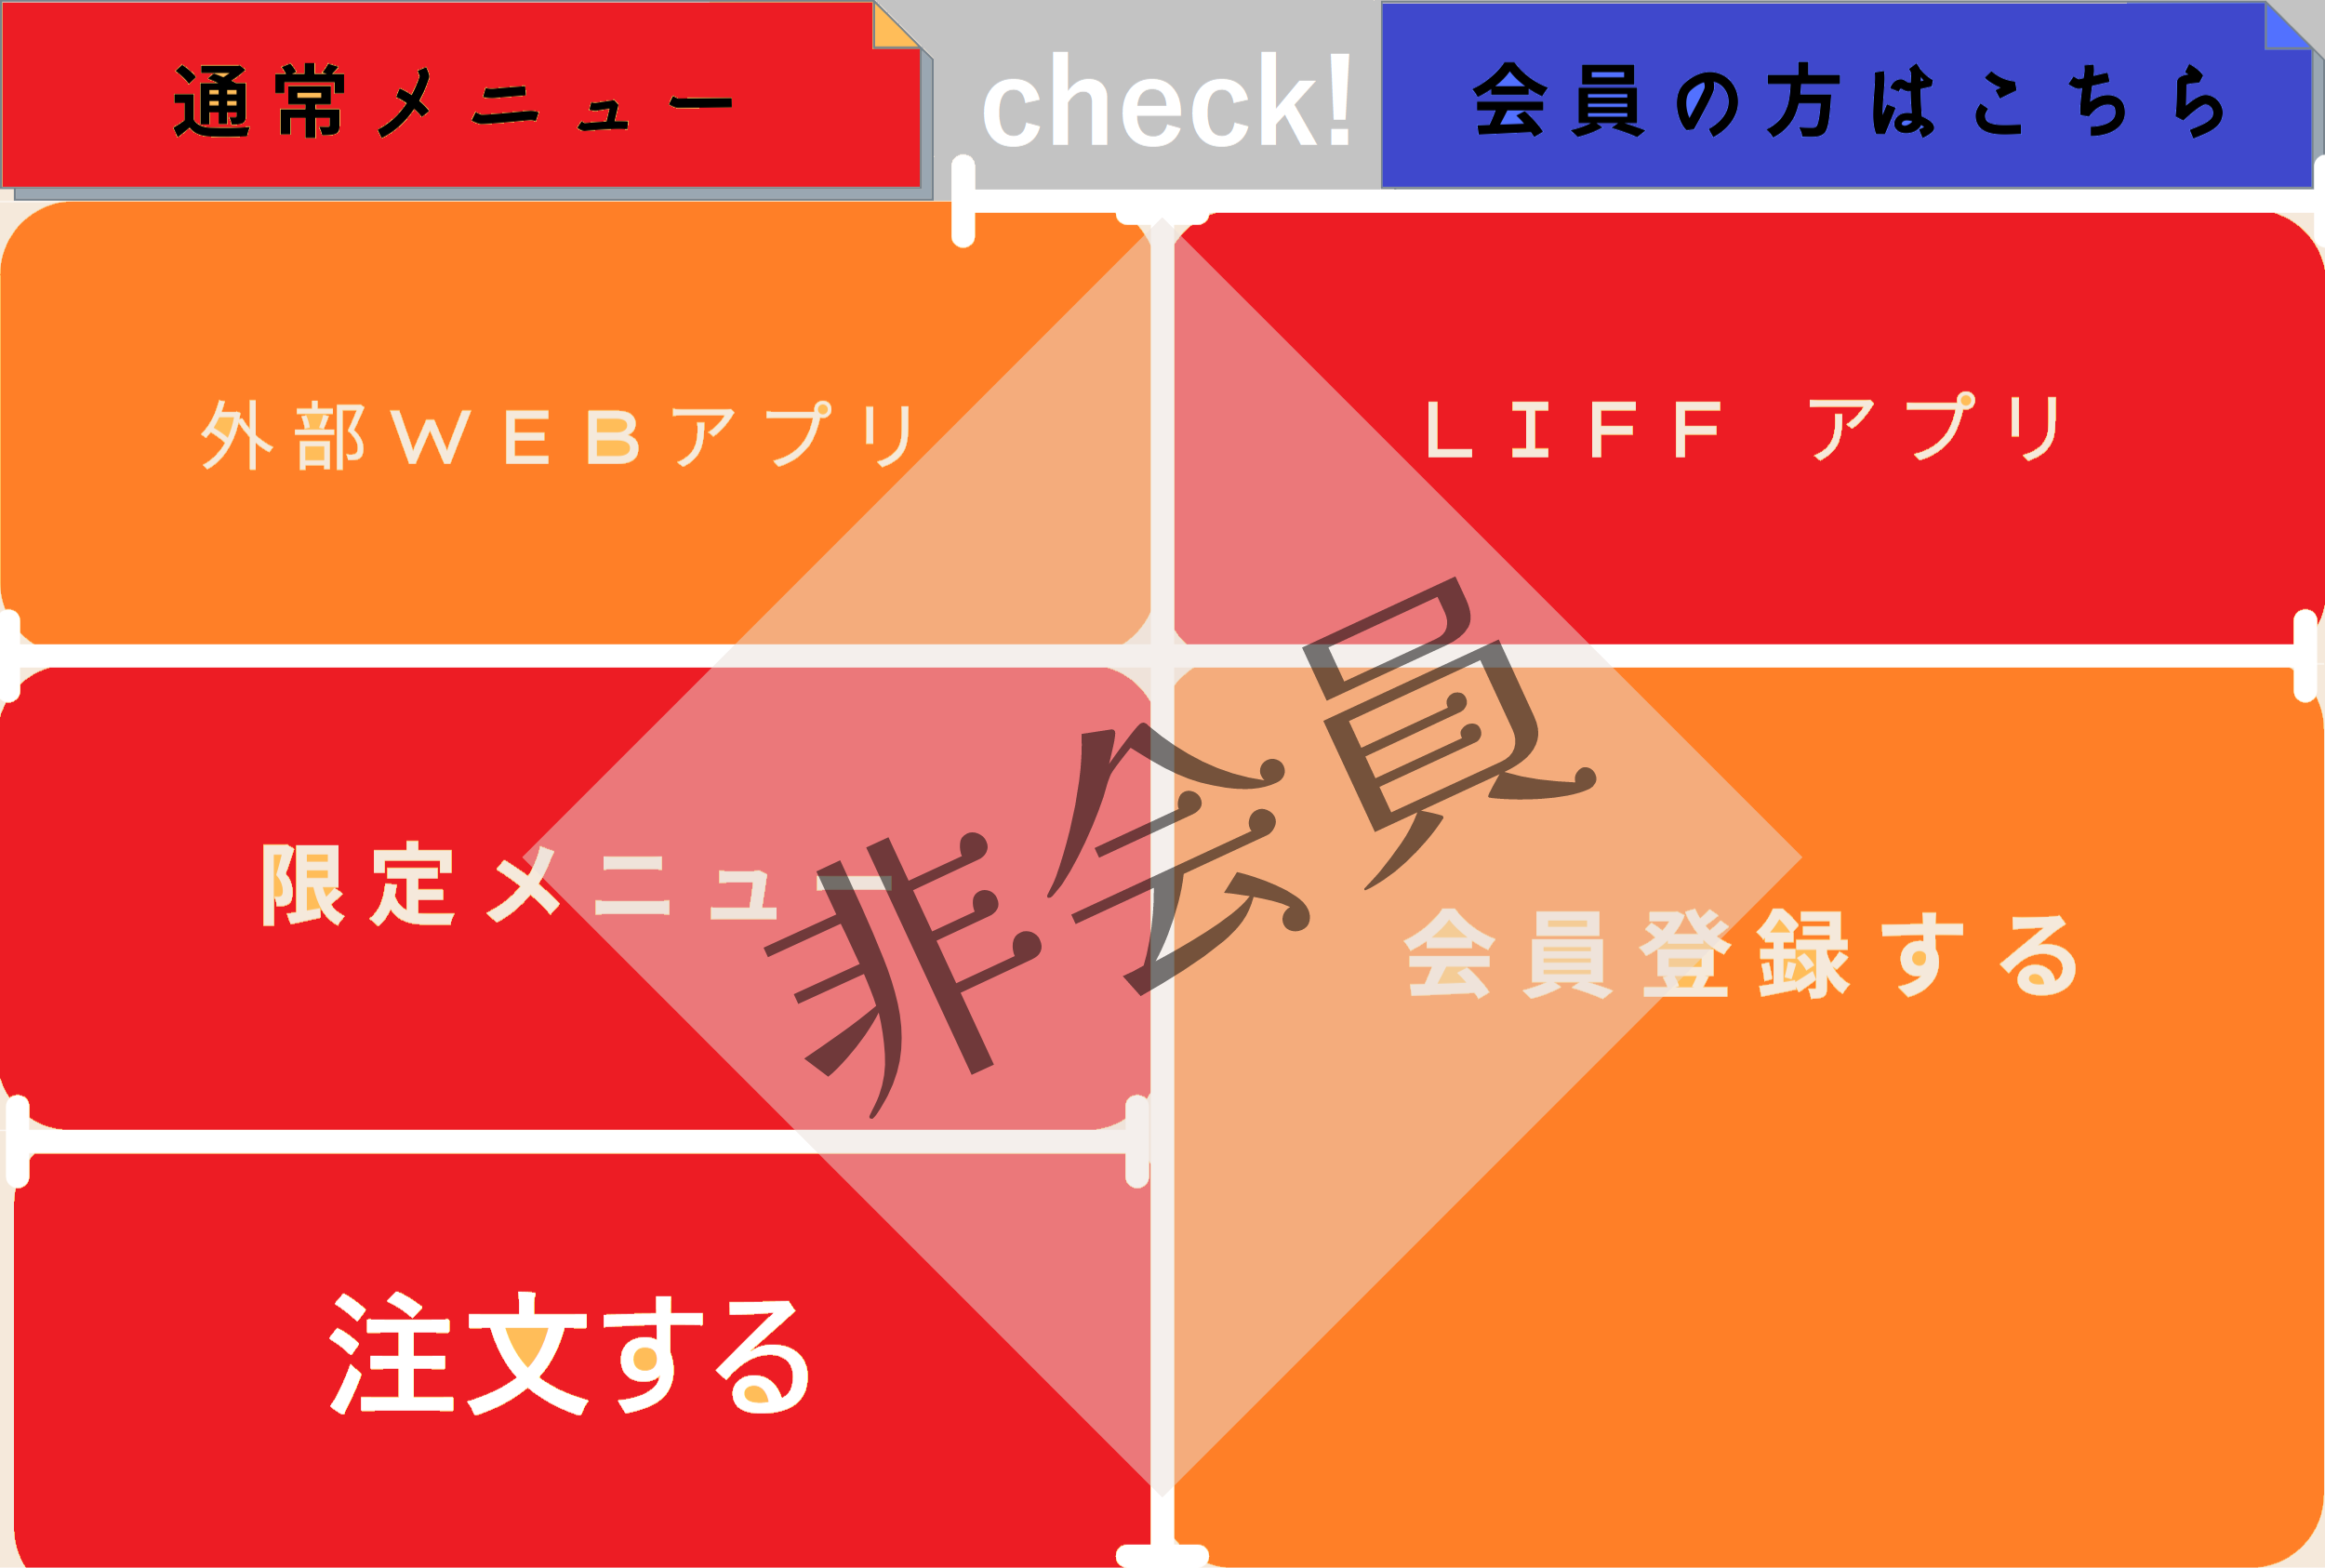 通常メニュー
check!
会員の方はこちら
外部WEBアプリ
LIFF アプリ
限定メニュー
会員登録する
注文する
非会員